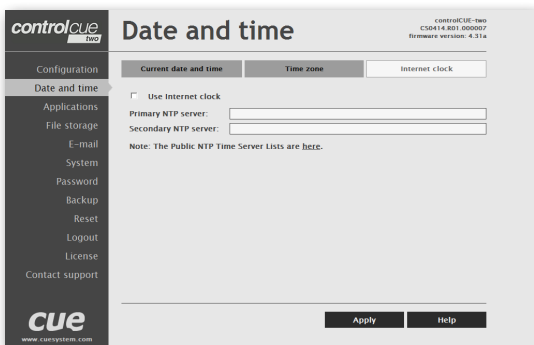 controlcue
two
Date and time
controlCUE-two
CS0414.R01.000007
firmware version: 4.31a
Configuration
Date and time
Applications
File storage
E-mail
System
Password
Backup
Reset
Logout
License
Contact support
Current date and time
Time zone
Internet clock
Use Internet clock
Primary NTP server:
Secondary NTP server:
Note: The Public NTP Time Server Lists are here.
Apply
Help
cue
www.cuesystem.com